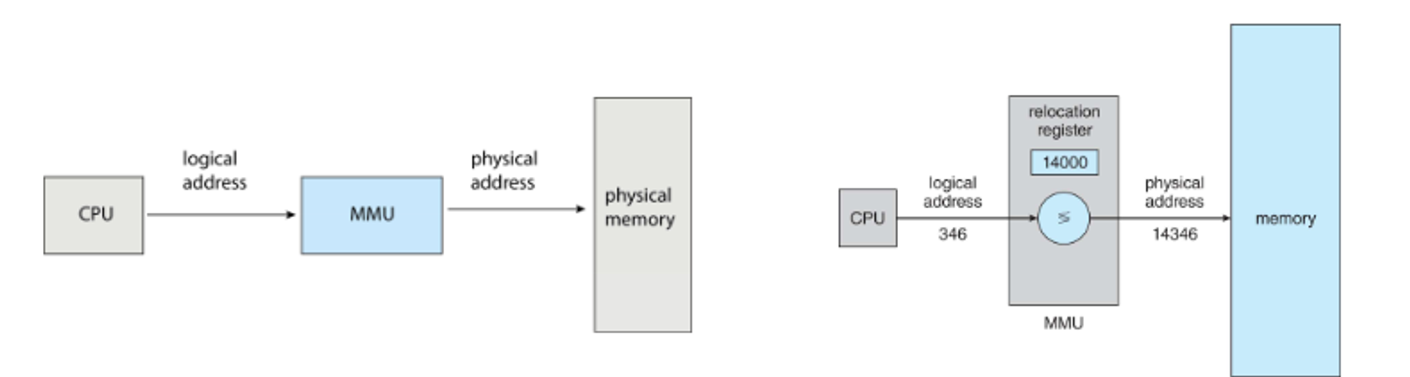 CPU
logical
address
MMU
physical
address
physical
memory
CPU
logical
address
346
relocation
register
14000
≶
MMU
physical
address
14346
memory